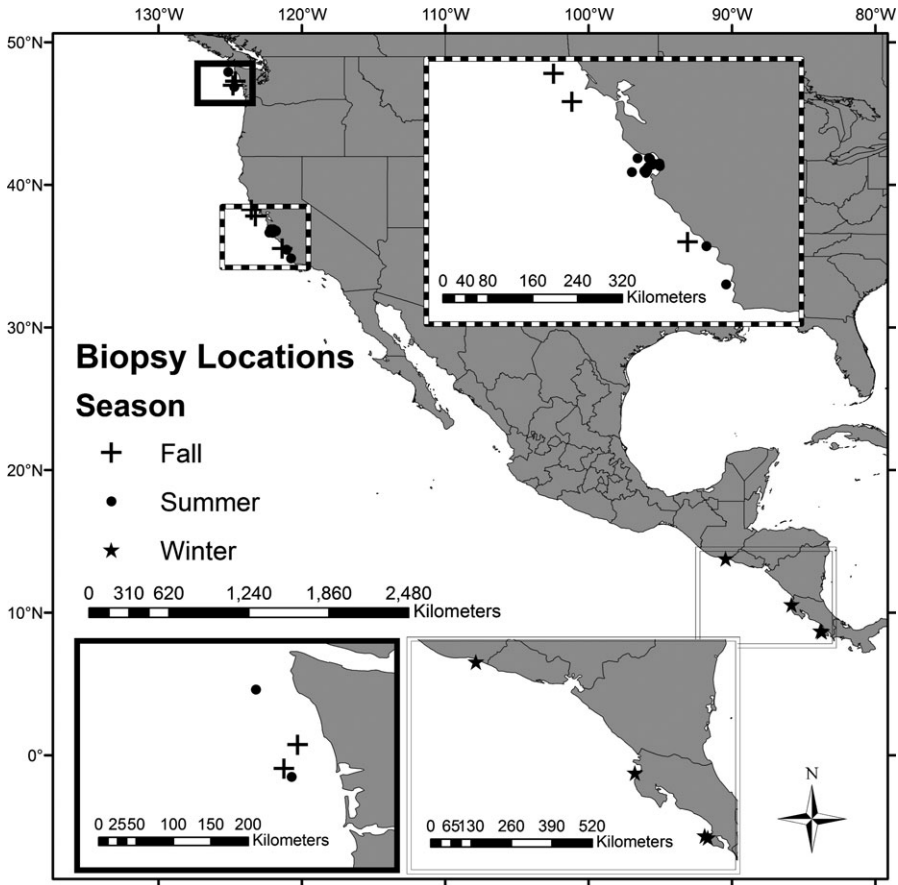 130°W 120°W 110°W 100°W 90°W 80°W
50°N
40°N
30°N
20°N
10°N
0°
0 40 80 160 240 320
Kilometers
Biopsy Locations
Season
Fall
Summer
Winter
0 310 620 1,240 1,860 2,480
Kilometers
0 2550 100 150 200
Kilometers
0 65130 260 390 520
Kilometers
N